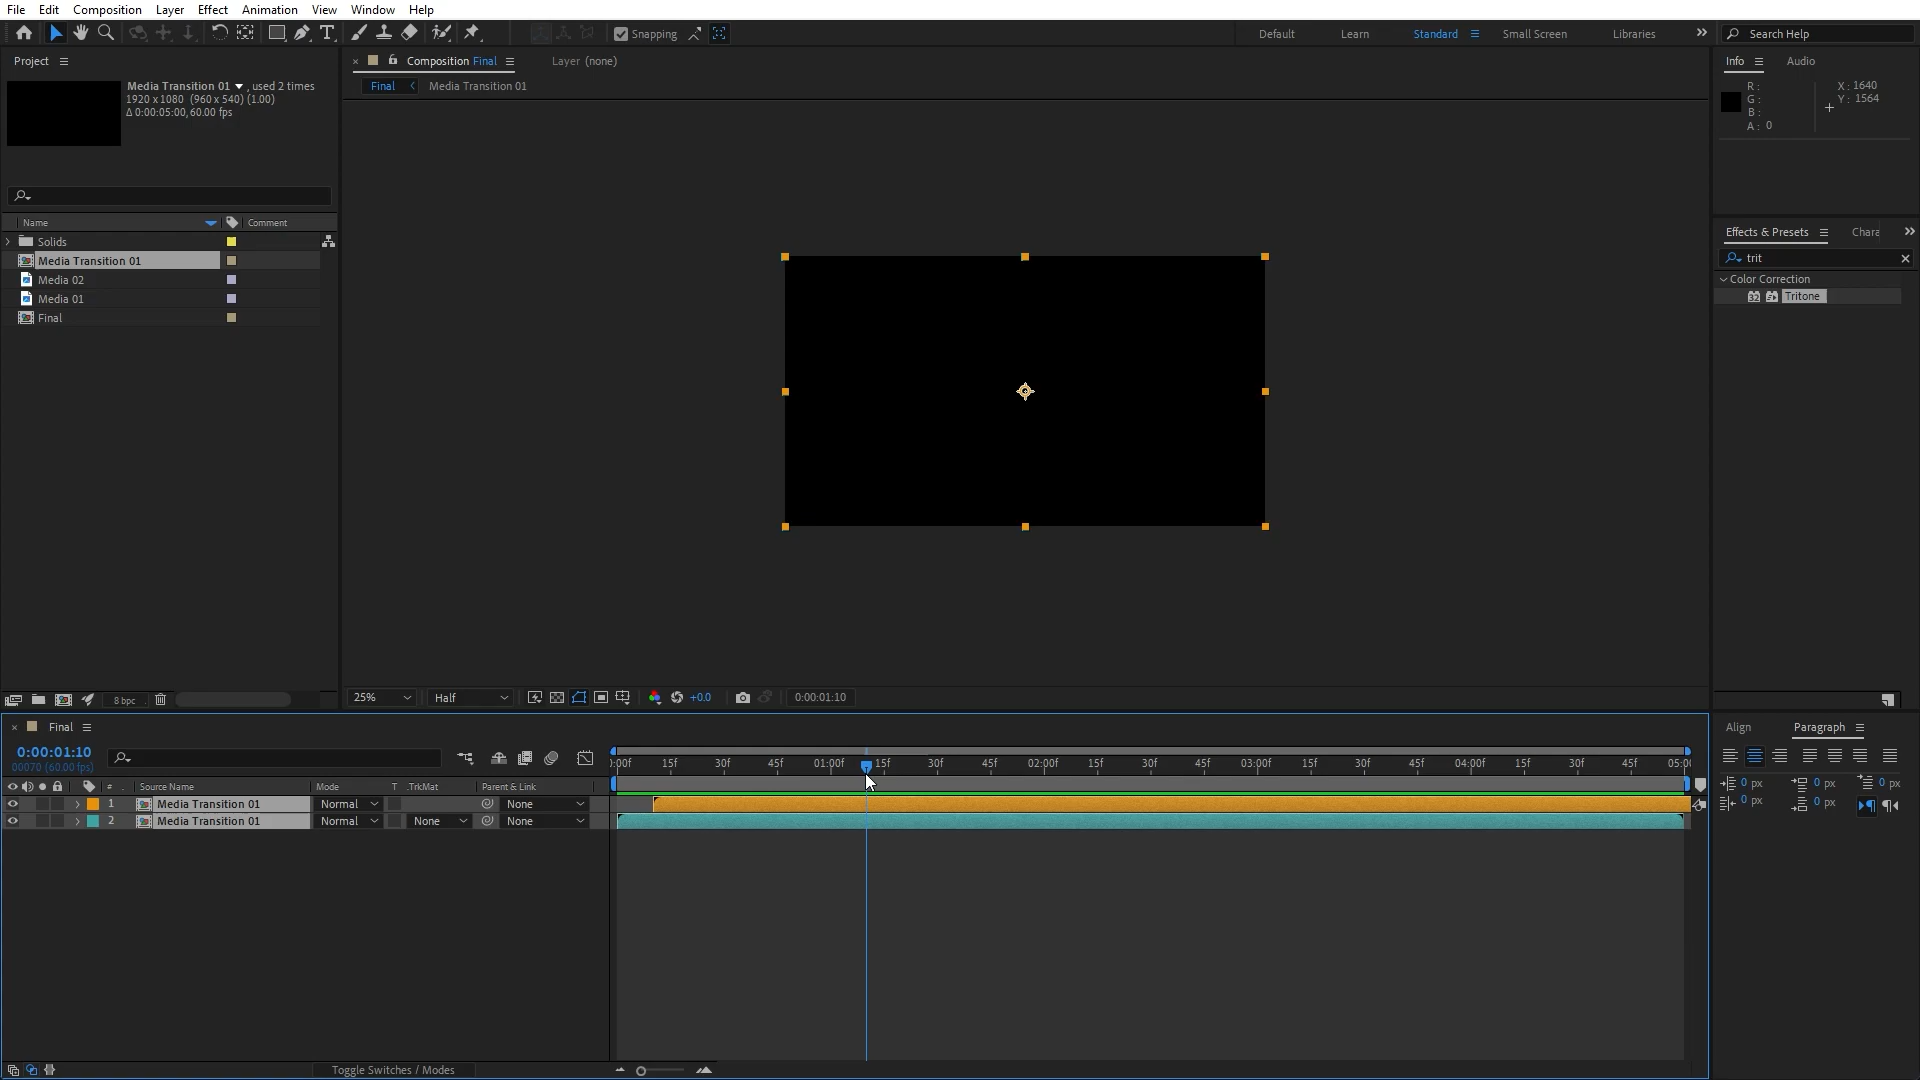 File Edit Composition Layer Effect Animation View Window Help
Snapping Default Learn Standard Small Screen Libraries Search Help
Project
Media Transition 01 , used 2 times
1920 x 1080 (960 x 540) (1.00)
Δ 0:00:05:00, 60.00 fps
Name Comment
Solids
Media Transition 01
Media 02
Media 01
Final
8 bpc
Composition Final Layer (none)
Final Media Transition 01
25% Half +0.0 0:00:01:10
Info Audio
R :
G :
B :
A : 0
X : 1640
Y : 1564
Effects & Presets Chara
trit
Color Correction
32 Tritone
Final
0:00:01:10
00070 (60.00 fps)
# Source Name Mode T .TrkMat Parent & Link
1 Media Transition 01 Normal None
2 Media Transition 01 Normal None None
):00f 15f 30f 45f 01:00f 15f 30f 45f 02:00f 15f 30f 45f 03:00f 15f 30f 45f 04:00f 15f 30f 45f 05:00
Toggle Switches / Modes
Align Paragraph
0 px 0 px 0 px
0 px 0 px